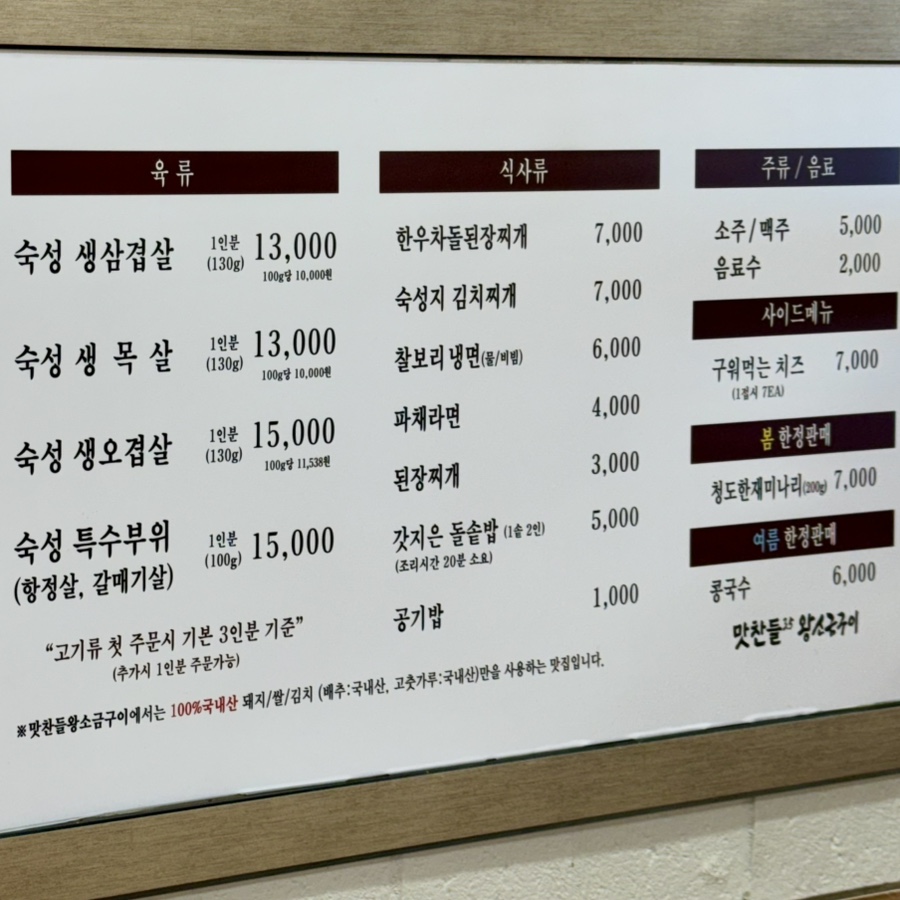 육 류
숙성 생삼겹살 1인분 (130g) 13,000
100g당 10,000원
숙성 생 목 살 1인분 (130g) 13,000
100g당 10,000원
숙성 생오겹살 1인분 (130g) 15,000
100g당 11,538원
숙성 특수부위 1인분 (100g) 15,000
(항정살, 갈매기살)
“고기류 첫 주문시 기본 3인분 기준”
(추가시 1인분 주문가능)
식사류
한우차돌된장찌개 7,000
숙성지 김치찌개 7,000
찰보리 냉면(물/비빔) 6,000
파채라면 4,000
된장찌개 3,000
갓지은 돌솥밥 (1솥 2인) 5,000
(조리시간 20분 소요)
공기밥 1,000
주류 / 음료
소주/맥주 5,000
음료수 2,000
사이드메뉴
구워먹는 치즈 7,000
(1접시 7EA)
봄 한정판매
청도한재미나리(200g) 7,000
여름 한정판매
콩국수 6,000
맛찬들 왕소금구이
※맛찬들왕소금구이에서는 100%국내산 돼지/쌀/김치 (배추:국내산, 고춧가루:국내산)만을 사용하는 맛집입니다.